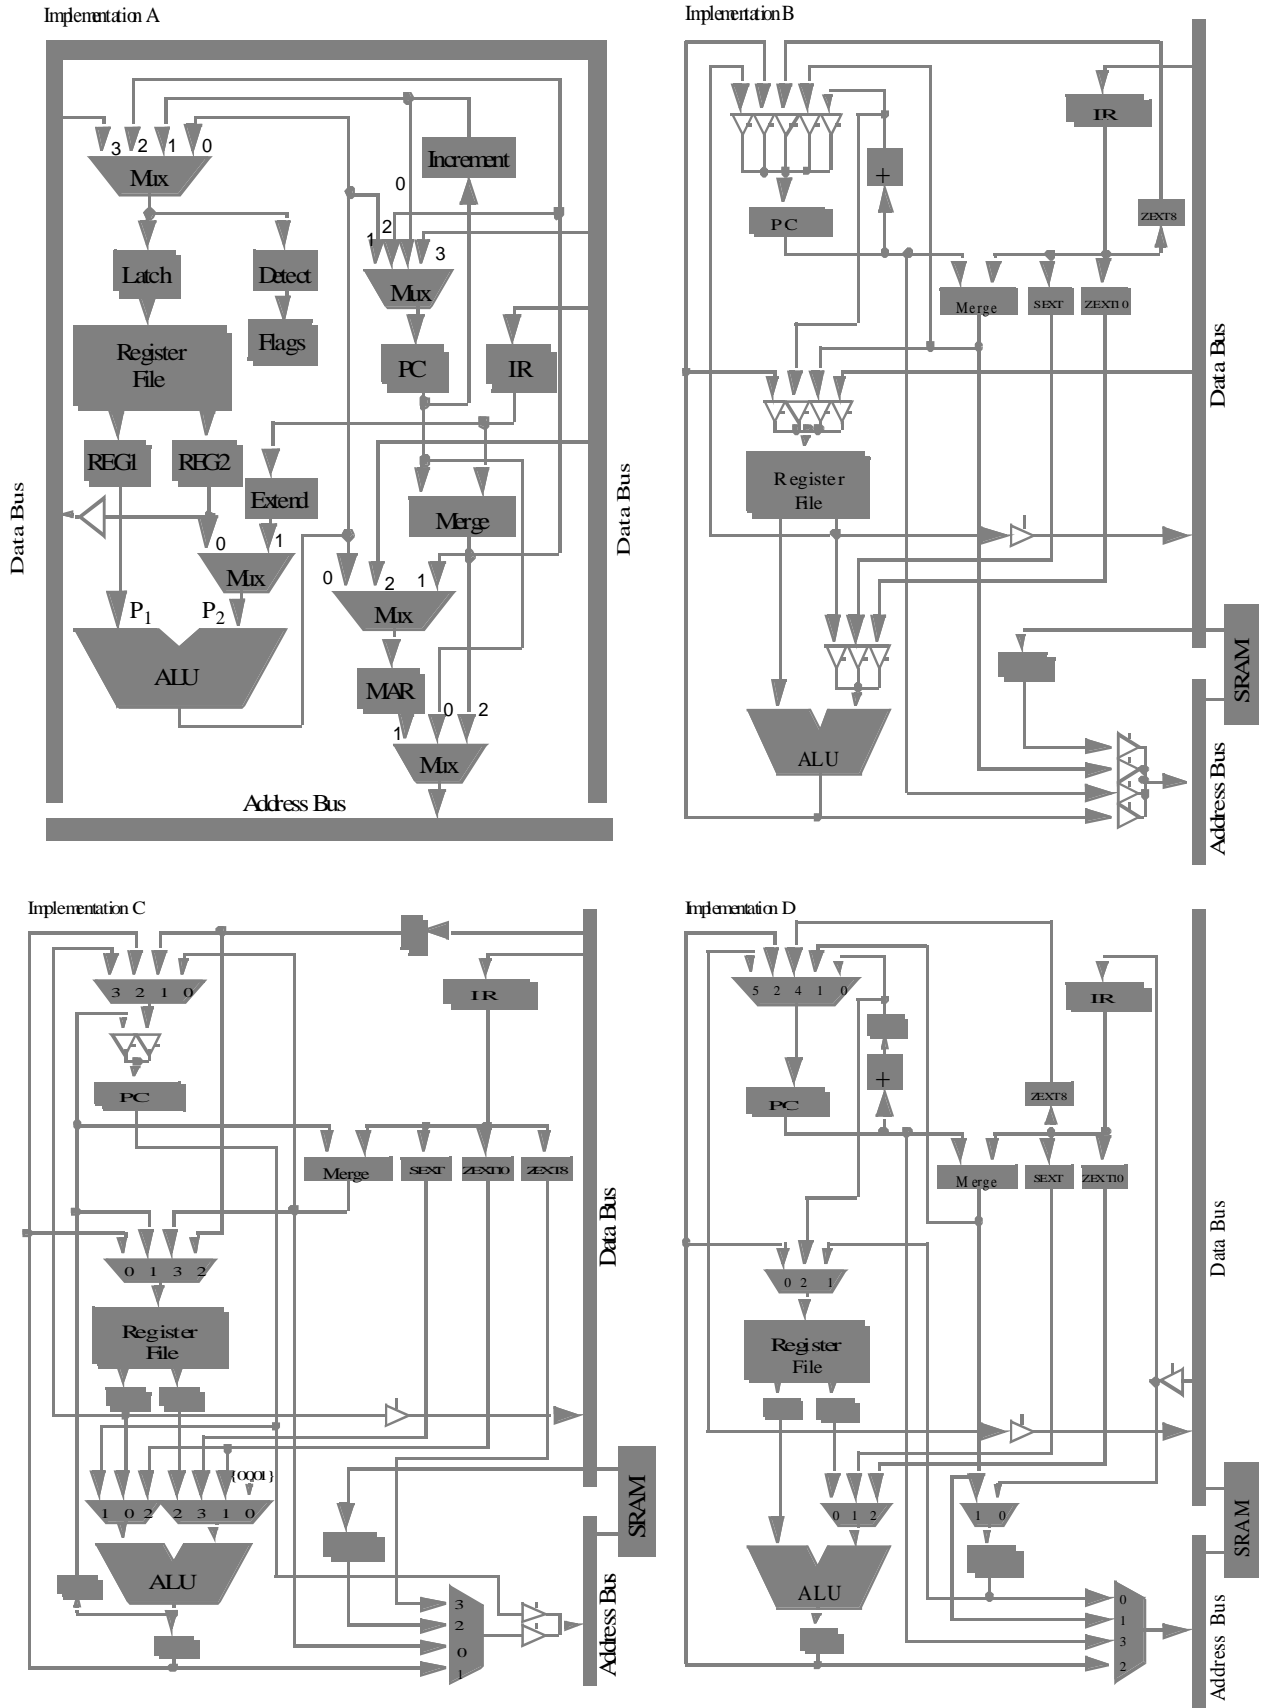 Implementation A
3 2 1 0
Mux
Increment
0
1 2 3
Latch
Detect
Mux
Register
File
Flags
PC
IR
REG1
REG2
Extend
Merge
Data Bus
Data Bus
0 1
Mux
0 2 1
Mux
P1
P2
ALU
MAR
1 0 2
Mux
Address Bus
Implementation B
IR
+
PC
ZEXT8
Merge
SEXT
ZEXT10
Data Bus
Register
File
SRAM
ALU
Address Bus
Implementation C
3 2 1 0
IR
PC
Merge
SEXT
ZEXT10
ZEXT8
Data Bus
0 1 3 2
Register
File
{00,01}
1 0 2
2 3 1 0
SRAM
ALU
3
2
0
1
Address Bus
Implementation D
5 2 4 1 0
IR
+
PC
ZEXT8
Merge
SEXT
ZEXT10
Data Bus
0 2 1
Register
File
0 1 2
1 0
SRAM
ALU
0
1
3
2
Address Bus